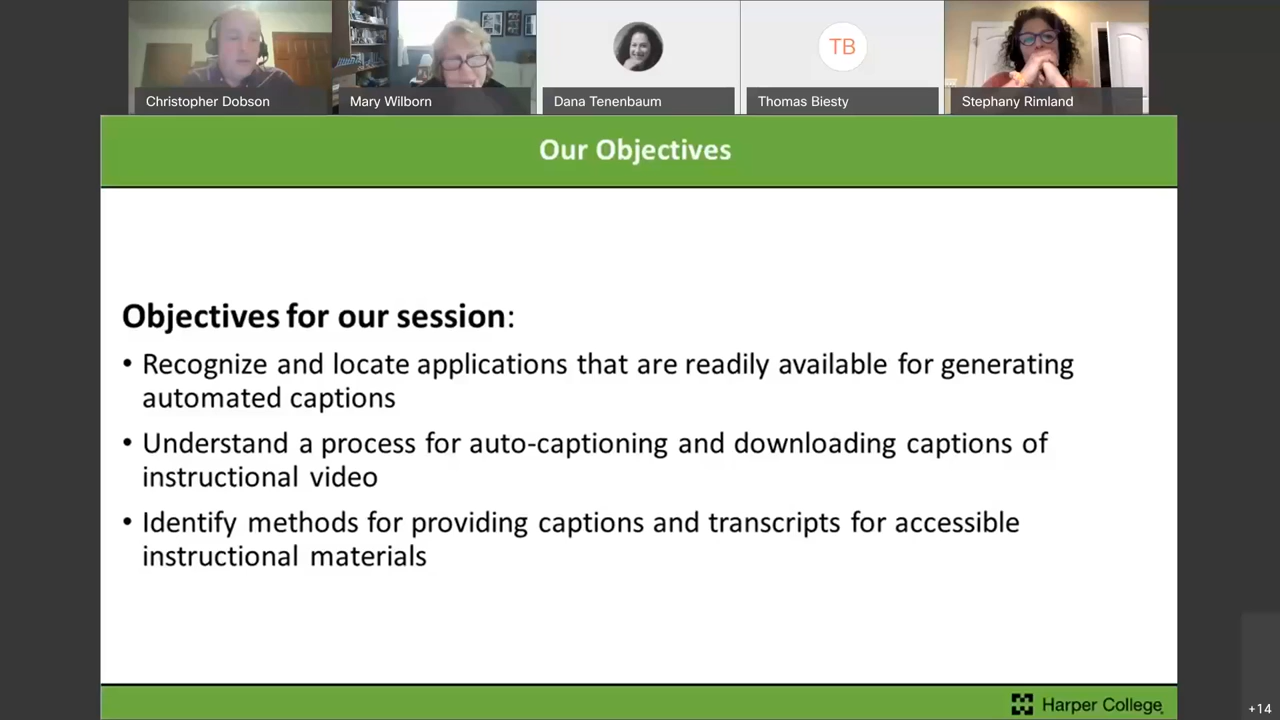 TB
Christopher Dobson
Mary Wilborn
Dana Tenenbaum
Thomas Biesty
Stephany Rimland
Our Objectives
Objectives for our session:
• Recognize and locate applications that are readily available for generating
automated captions
• Understand a process for auto-captioning and downloading captions of
instructional video
• Identify methods for providing captions and transcripts for accessible
instructional materials
Harper College
+14